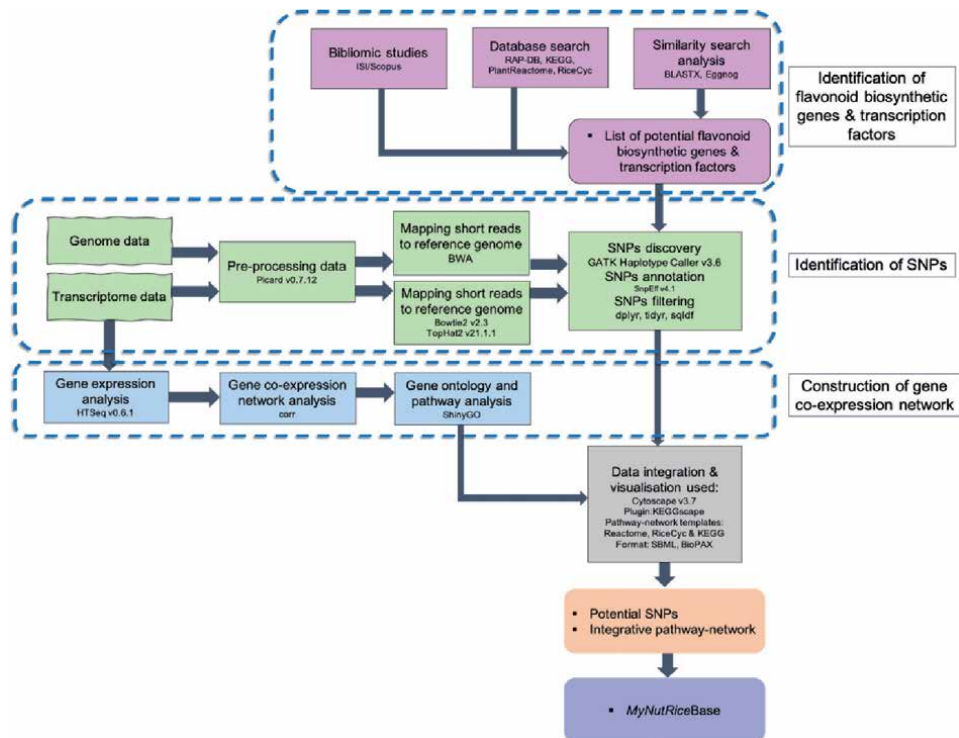 Bibliomic studies
ISI/Scopus
Database search
RAP-DB, KEGG,
PlantReactome, RiceCyc
Similarity search
analysis
BLASTX, Eggnog
Identification of
flavonoid biosynthetic
genes & transcription
factors
▪ List of potential flavonoid
biosynthetic genes &
transcription factors
Genome data
Transcriptome data
Pre-processing data
Picard v0.7.12
Mapping short reads
to reference genome
BWA
Mapping short reads
to reference genome
Bowtie2 v2.3
TopHat2 v21.1.1
SNPs discovery
GATK Haplotype Caller v3.6
SNPs annotation
SnpEff v4.1
SNPs filtering
dplyr, tidyr, sqldf
Identification of SNPs
Gene expression
analysis
HTSeq v0.6.1
Gene co-expression
network analysis
corr
Gene ontology and
pathway analysis
ShinyGO
Construction of gene
co-expression network
Data integration &
visualisation used:
Cytoscape v3.7
Plugin:KEGGscape
Pathway-network templates:
Reactome, RiceCyc & KEGG
Format: SBML, BioPAX
▪ Potential SNPs
▪ Integrative pathway-network
▪ MyNutRiceBase